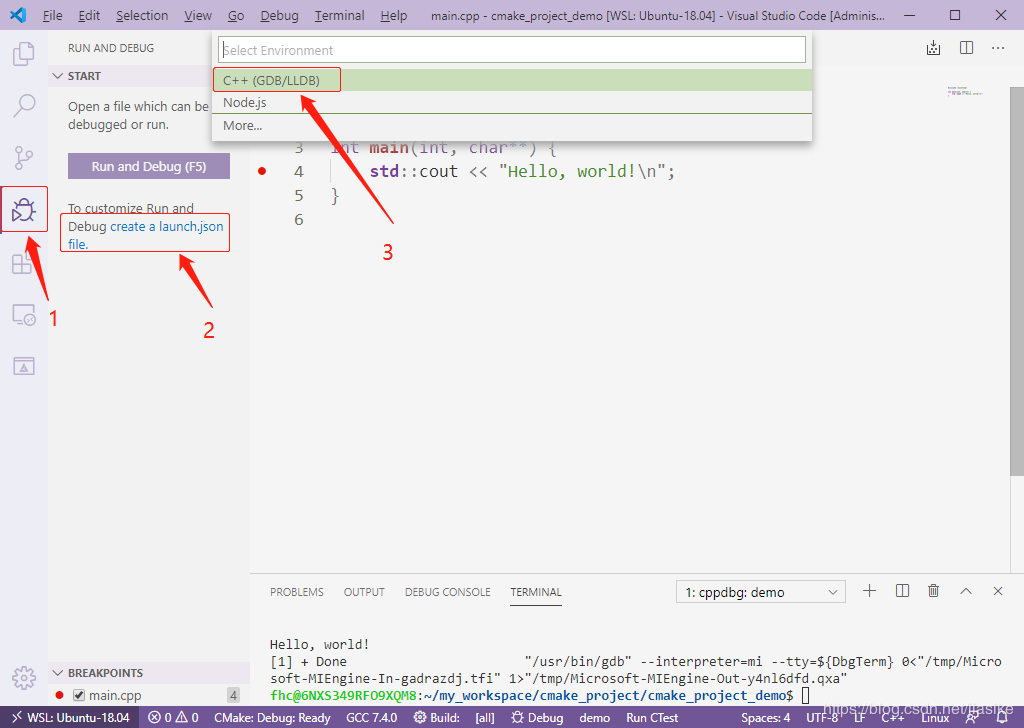 File Edit Selection View Go Debug Terminal Help main.cpp - cmake_project_demo [WSL: Ubuntu-18.04] - Visual Studio Code [Adminis...
RUN AND DEBUG
Select Environment
START
C++ (GDB/LLDB)
Open a file which can be
Node.js
debugged or run.
More...
3 int main(int, char**) {
Run and Debug (F5)
4 std::cout << "Hello, world!\n";
5 }
To customize Run and
6
Debug create a launch.json
file.
1
2
3
PROBLEMS OUTPUT DEBUG CONSOLE TERMINAL 1: cppdbg: demo
Hello, world!
[1] + Done "/usr/bin/gdb" --interpreter=mi --tty=${DbgTerm} 0<"/tmp/Micro
soft-MIEngine-In-gadrazdj.tfi" 1>"/tmp/Microsoft-MIEngine-Out-y4nl6dfd.qxa"
fhc@6NXS349RFO9XQM8:~/my_workspace/cmake_project/cmake_project_demo$
BREAKPOINTS
main.cpp 4
WSL: Ubuntu-18.04 0 0 CMake: Debug: Ready GCC 7.4.0 Build: [all] Debug demo Run CTest Spaces: 4 UTF-8 LF C++ Linux